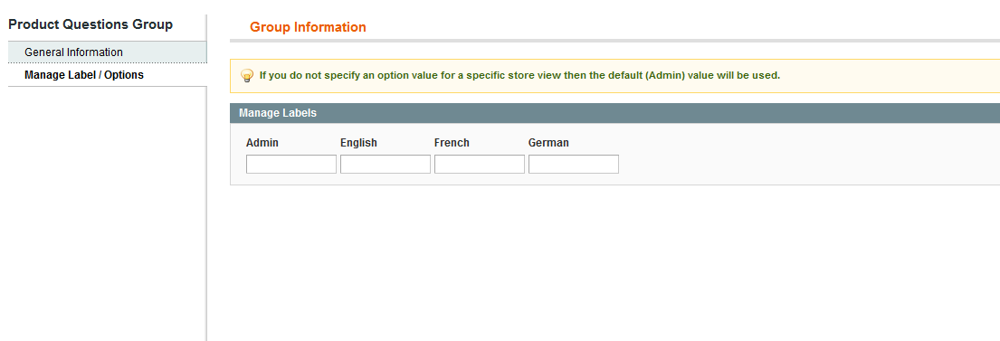 Product Questions Group
General Information
Manage Label / Options
Group Information
If you do not specify an option value for a specific store view then the default (Admin) value will be used.
Manage Labels
Admin English French German